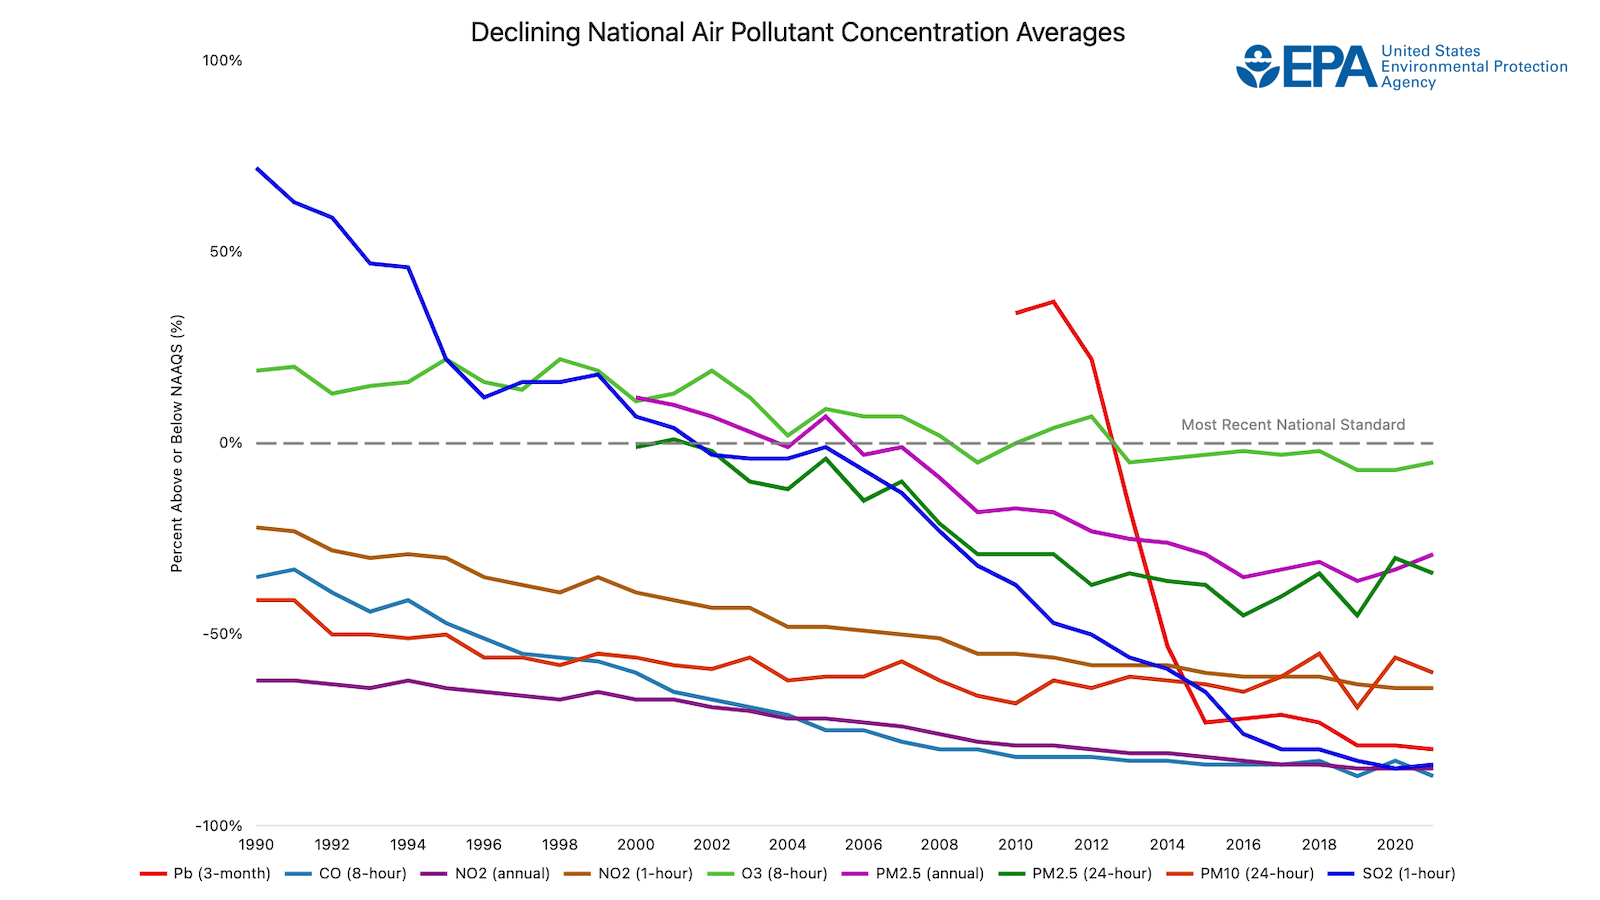 Declining National Air Pollutant Concentration Averages
EPA
United States
Environmental Protection
Agency
100%
50%
0%
-50%
-100%
Percent Above or Below NAAQS (%)
Most Recent National Standard
1990 1992 1994 1996 1998 2000 2002 2004 2006 2008 2010 2012 2014 2016 2018 2020
Pb (3-month) CO (8-hour) NO2 (annual) NO2 (1-hour) O3 (8-hour) PM2.5 (annual) PM2.5 (24-hour) PM10 (24-hour) SO2 (1-hour)